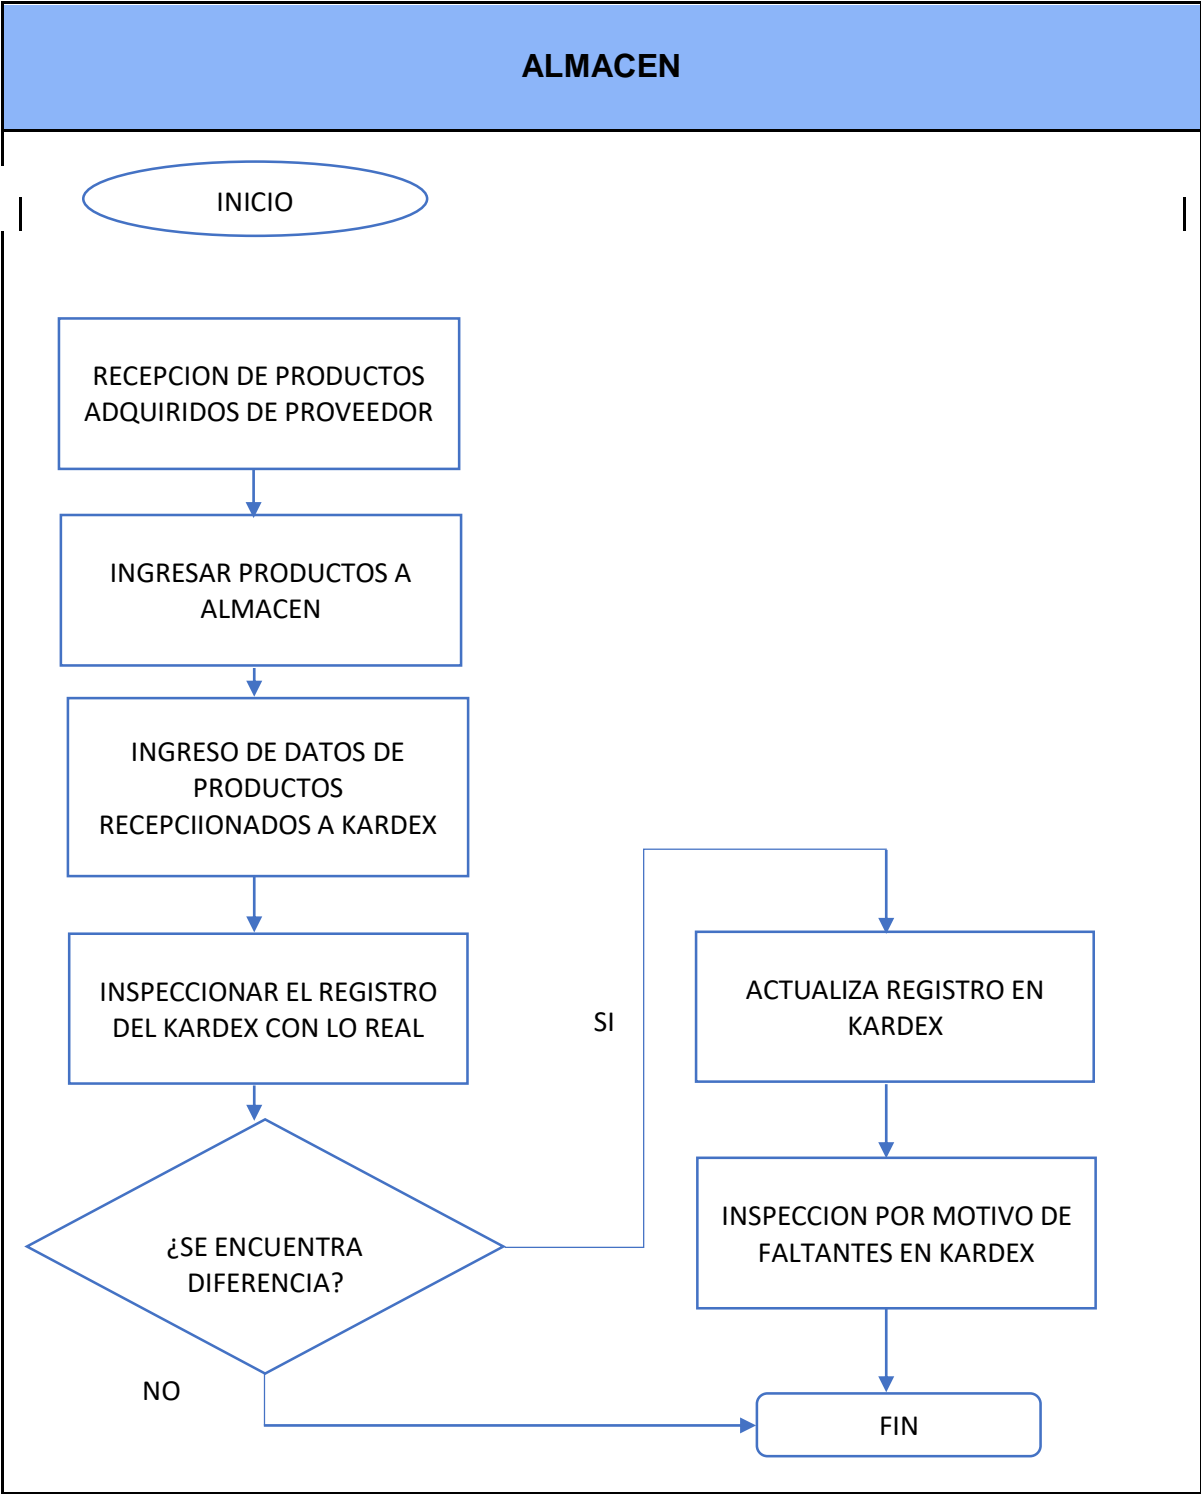 ALMACEN
INICIO
RECEPCION DE PRODUCTOS
ADQUIRIDOS DE PROVEEDOR
INGRESAR PRODUCTOS A
ALMACEN
INGRESO DE DATOS DE
PRODUCTOS
RECEPCIIONADOS A KARDEX
INSPECCIONAR EL REGISTRO
DEL KARDEX CON LO REAL
¿SE ENCUENTRA
DIFERENCIA?
SI
ACTUALIZA REGISTRO EN
KARDEX
INSPECCION POR MOTIVO DE
FALTANTES EN KARDEX
NO
FIN